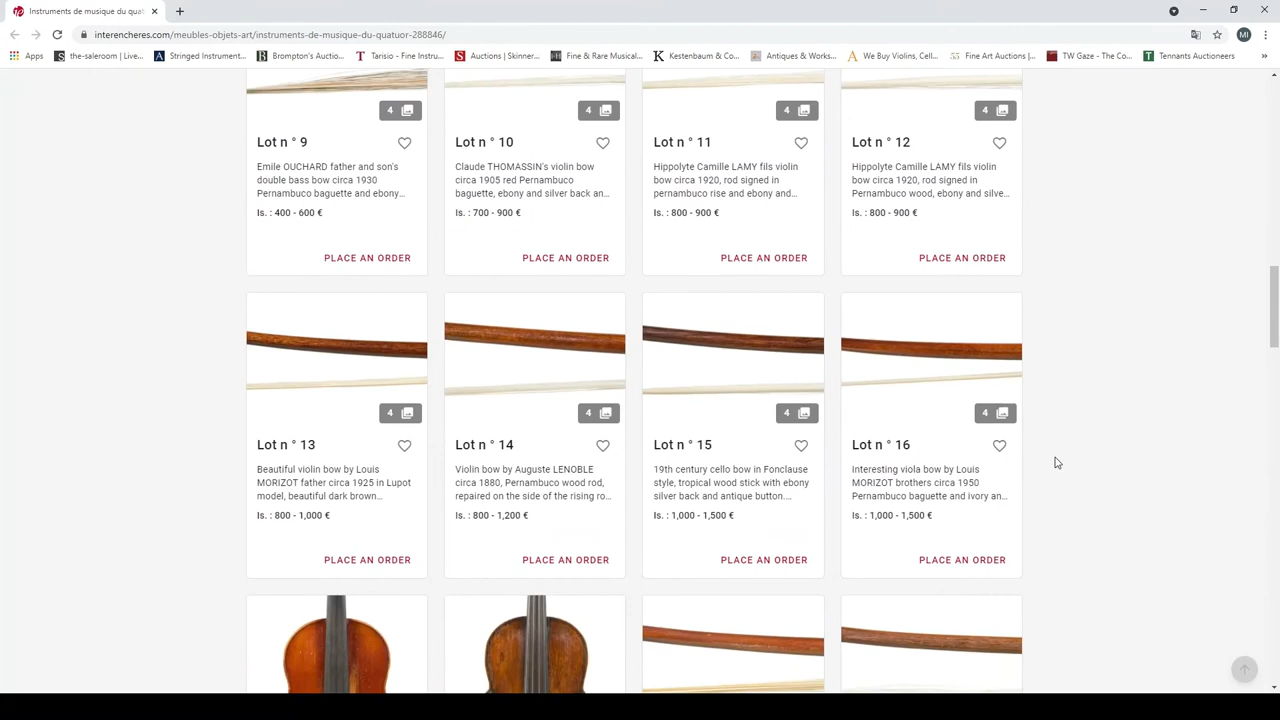 Instruments de musique du quatuo
interencheres.com/meubles-objets-art/instruments-de-musique-du-quatuor-288846/
MI
Apps
the-saleroom | Live...
Stringed Instrument...
Brompton's Auction...
Tarisio – Fine Instru...
Auctions | Skinner...
Fine & Rare Musical...
Kestenbaum & Co...
Antiques & Works...
We Buy Violins, Cell...
Fine Art Auctions |...
TW Gaze - The Co...
Tennants Auctioneers
4
4
4
4
Lot n ° 9
Lot n ° 10
Lot n ° 11
Lot n ° 12
Emile OUCHARD father and son's
double bass bow circa 1930
Pernambuco baguette and ebony...
Is. : 400 - 600 €
PLACE AN ORDER
Claude THOMASSIN's violin bow
circa 1905 red Pernambuco
baguette, ebony and silver back an...
Is. : 700 - 900 €
PLACE AN ORDER
Hippolyte Camille LAMY fils violin
bow circa 1920, rod signed in
pernambuco rise and ebony and...
Is. : 800 - 900 €
PLACE AN ORDER
Hippolyte Camille LAMY fils violin
bow circa 1920, rod signed in
Pernambuco wood, ebony and silve...
Is. : 800 - 900 €
PLACE AN ORDER
4
4
4
4
Lot n ° 13
Lot n ° 14
Lot n ° 15
Lot n ° 16
Beautiful violin bow by Louis
MORIZOT father circa 1925 in Lupot
model, beautiful dark brown...
Is. : 800 - 1,000 €
PLACE AN ORDER
Violin bow by Auguste LENOBLE
circa 1880, Pernambuco wood rod,
repaired on the side of the rising ro...
Is. : 800 - 1,200 €
PLACE AN ORDER
19th century cello bow in Fonclause
style, tropical wood stick with ebony
silver back and antique button....
Is. : 1,000 - 1,500 €
PLACE AN ORDER
Interesting viola bow by Louis
MORIZOT brothers circa 1950
Pernambuco baguette and ivory an...
Is. : 1,000 - 1,500 €
PLACE AN ORDER